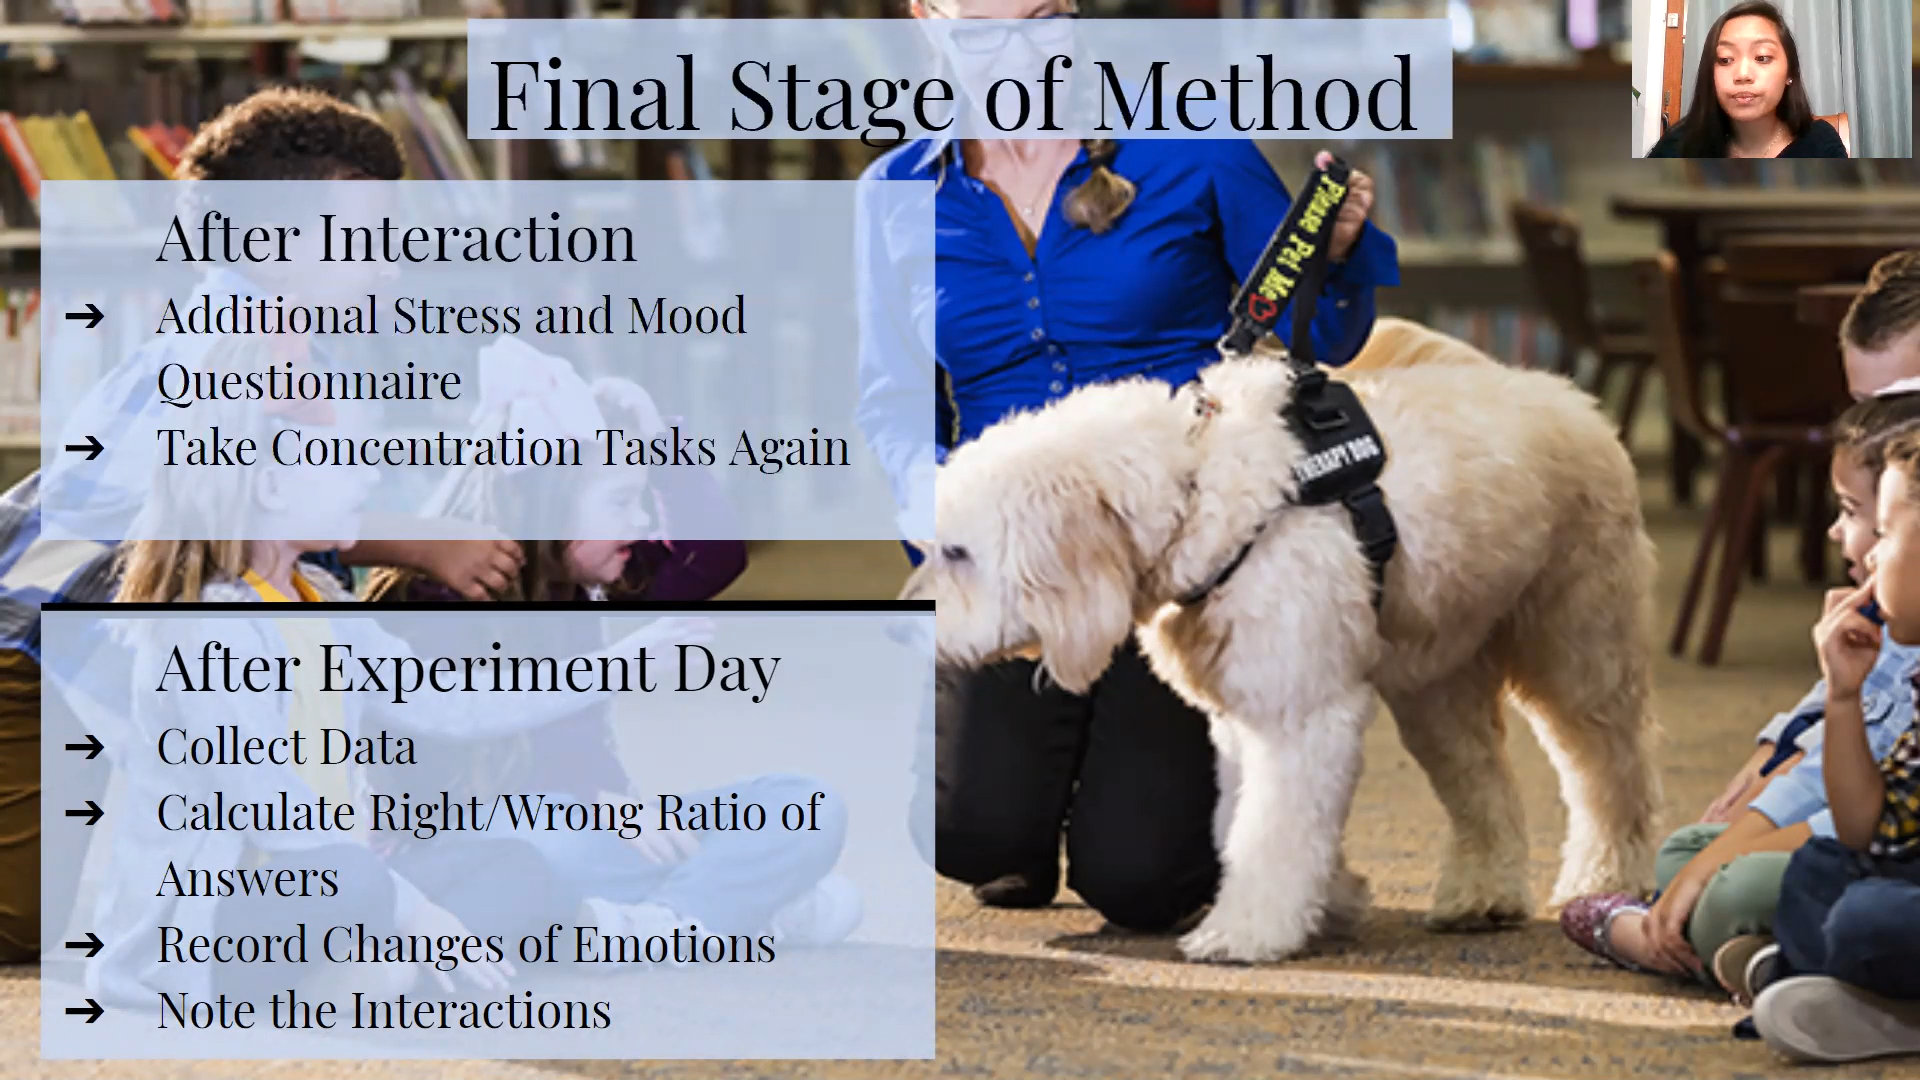 Final Stage of Method
Please Pet Me
THERAPY DOG
After Interaction
➔ Additional Stress and Mood
Questionnaire
➔ Take Concentration Tasks Again
After Experiment Day
➔ Collect Data
➔ Calculate Right/Wrong Ratio of
Answers
➔ Record Changes of Emotions
➔ Note the Interactions